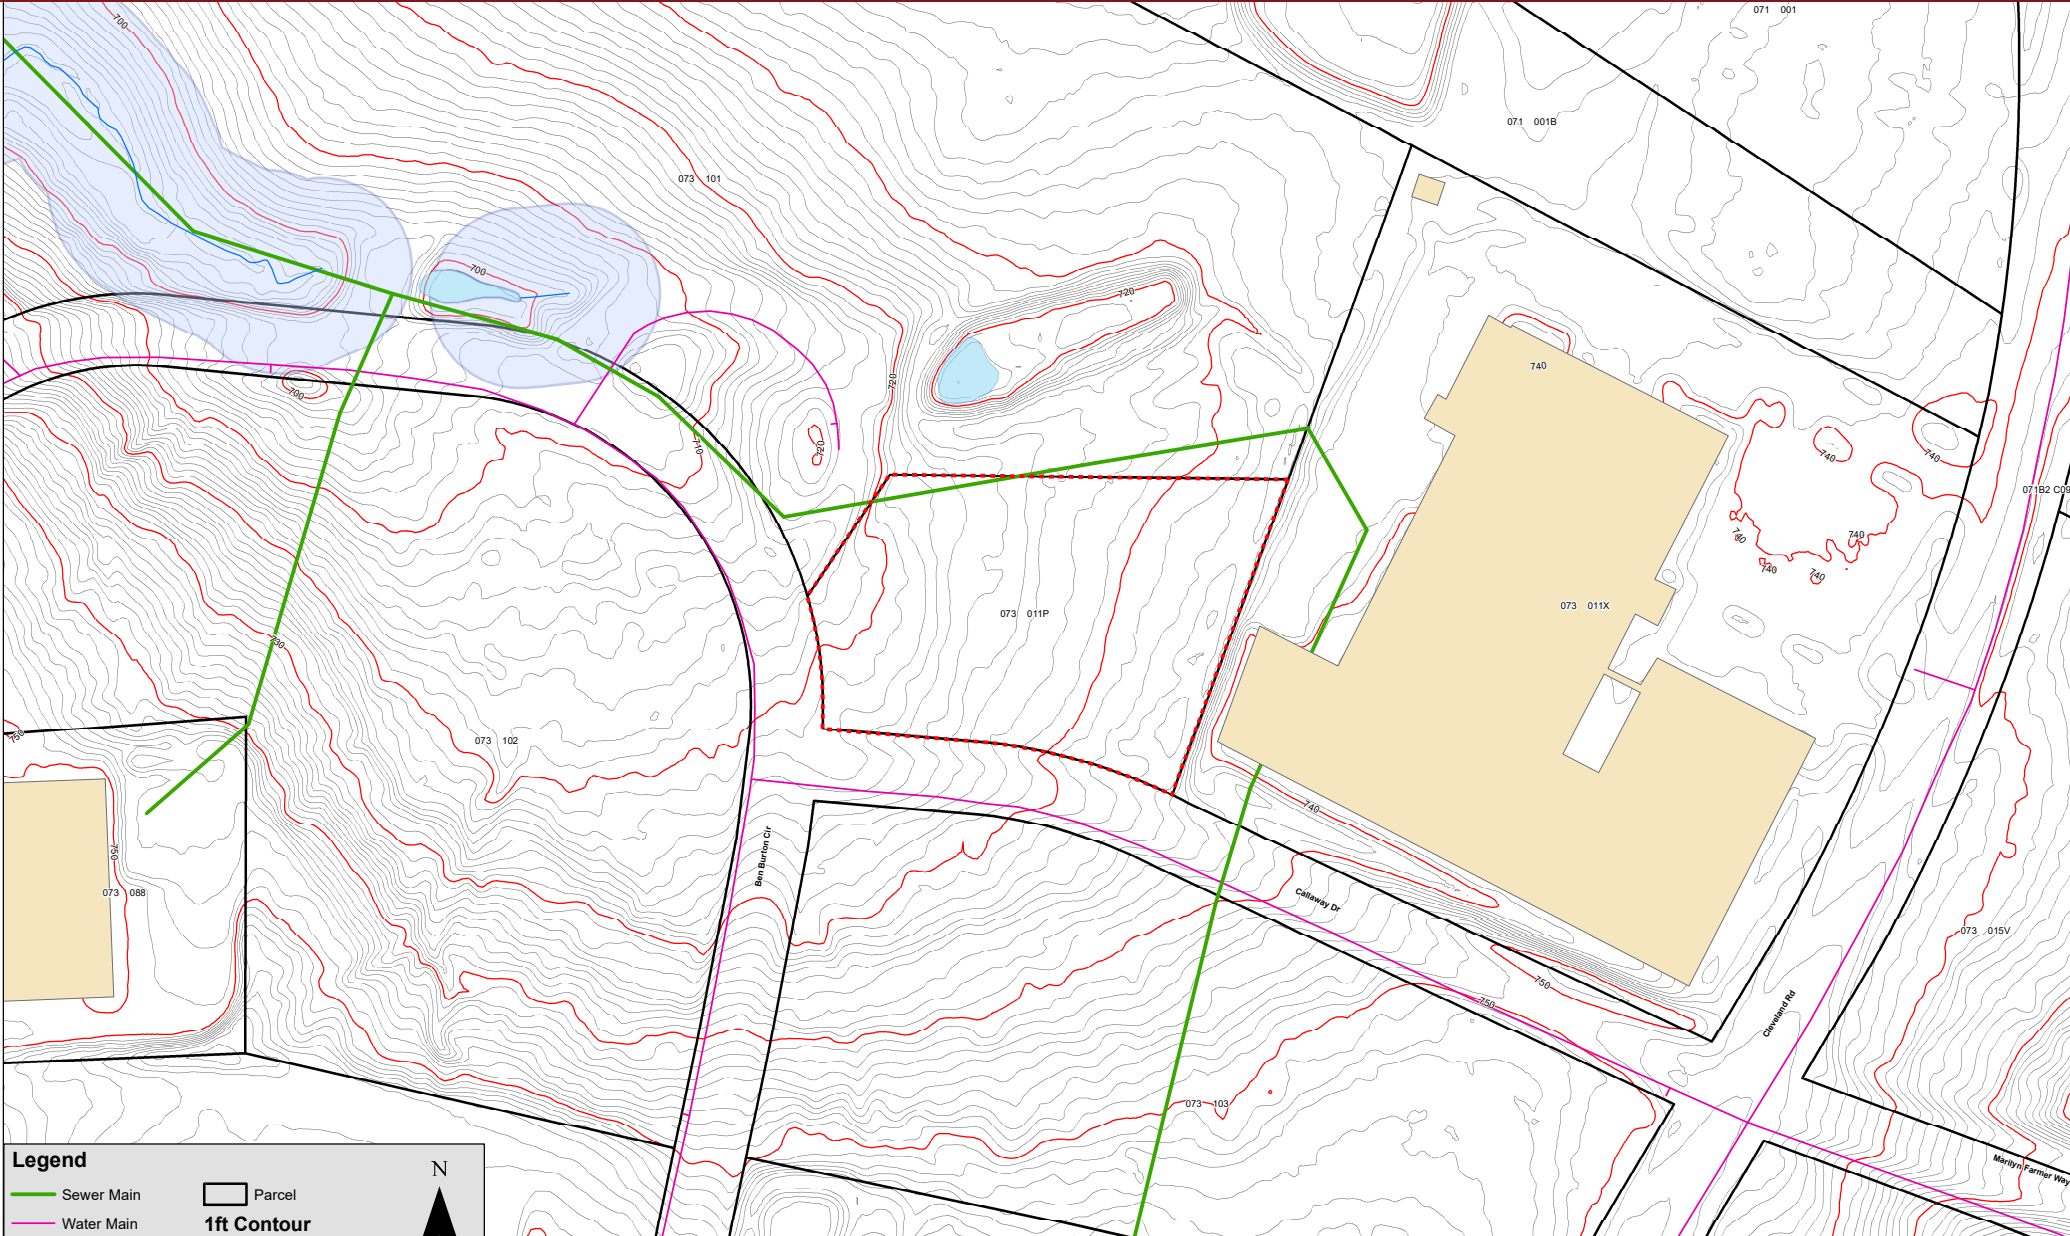 700
071 001
071 001B
073 101
700
720
740
720
700
710
720
740
740
071B2 C09
740
740
740
740
073 011X
073 011P
730
750
073 102
740
750
Ben Burton Cir
073 088
Callaway Dr
073 015V
750
750
Cleveland Rd
073 103
Marilyn Farmer Way
Legend
N
Sewer Main
Parcel
Water Main
1ft Contour